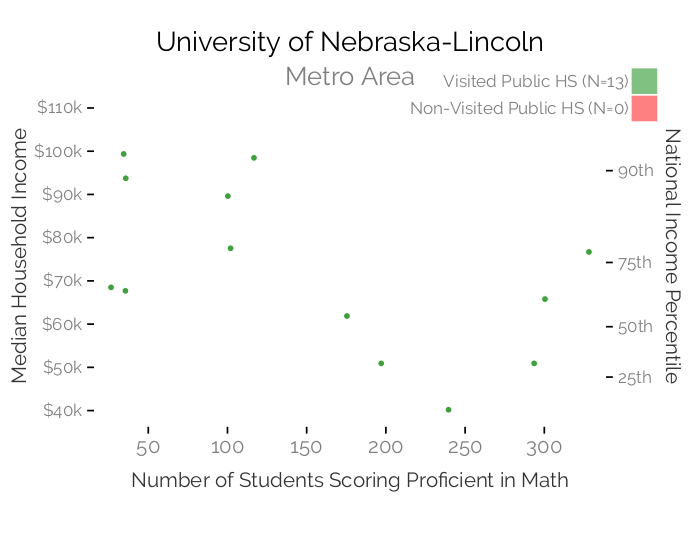 University of Nebraska-Lincoln
Metro Area
Visited Public HS (N=13)
Non-Visited Public HS (N=0)
Median Household Income
$110k
$100k
$90k
$80k
$70k
$60k
$50k
$40k
National Income Percentile
90th
75th
50th
25th
50 100 150 200 250 300
Number of Students Scoring Proficient in Math